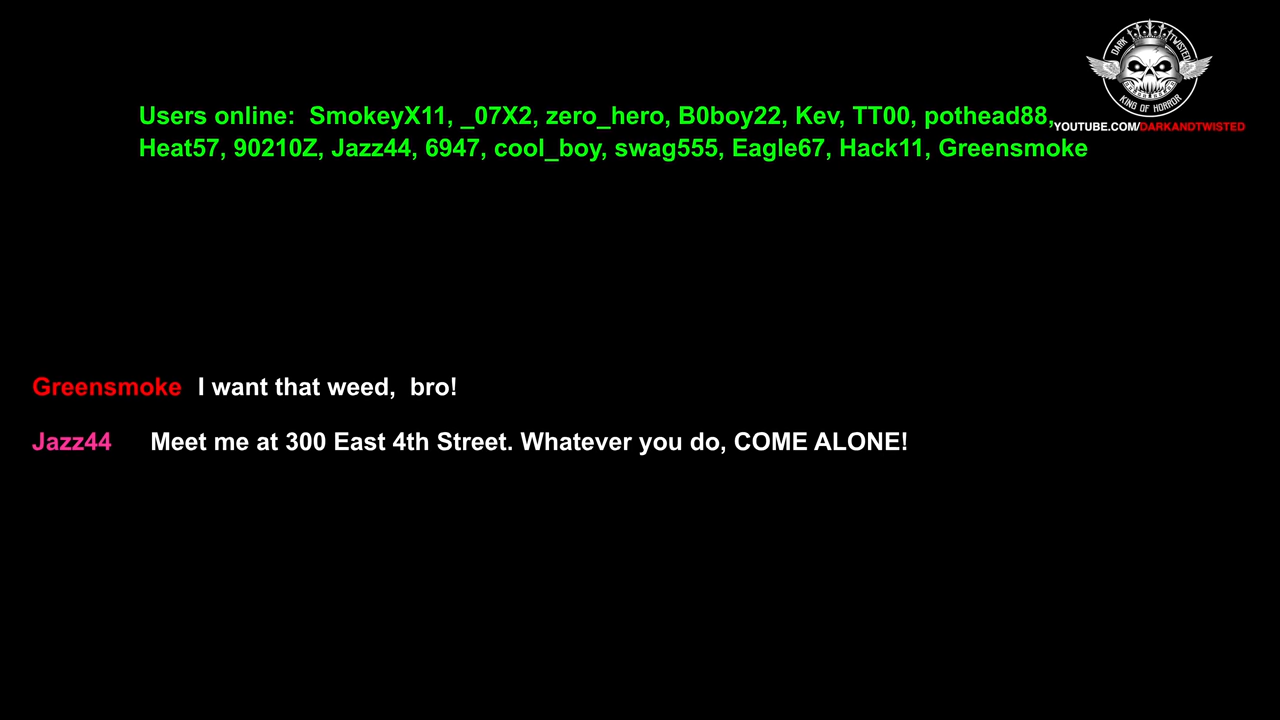 DARK TWISTED
KING OF HORROR
YOUTUBE.COM/DARKANDTWISTED
Users online: SmokeyX11, _07X2, zero_hero, B0boy22, Kev, TT00, pothead88,
Heat57, 90210Z, Jazz44, 6947, cool_boy, swag555, Eagle67, Hack11, Greensmoke
Greensmoke I want that weed, bro!
Jazz44 Meet me at 300 East 4th Street. Whatever you do, COME ALONE!